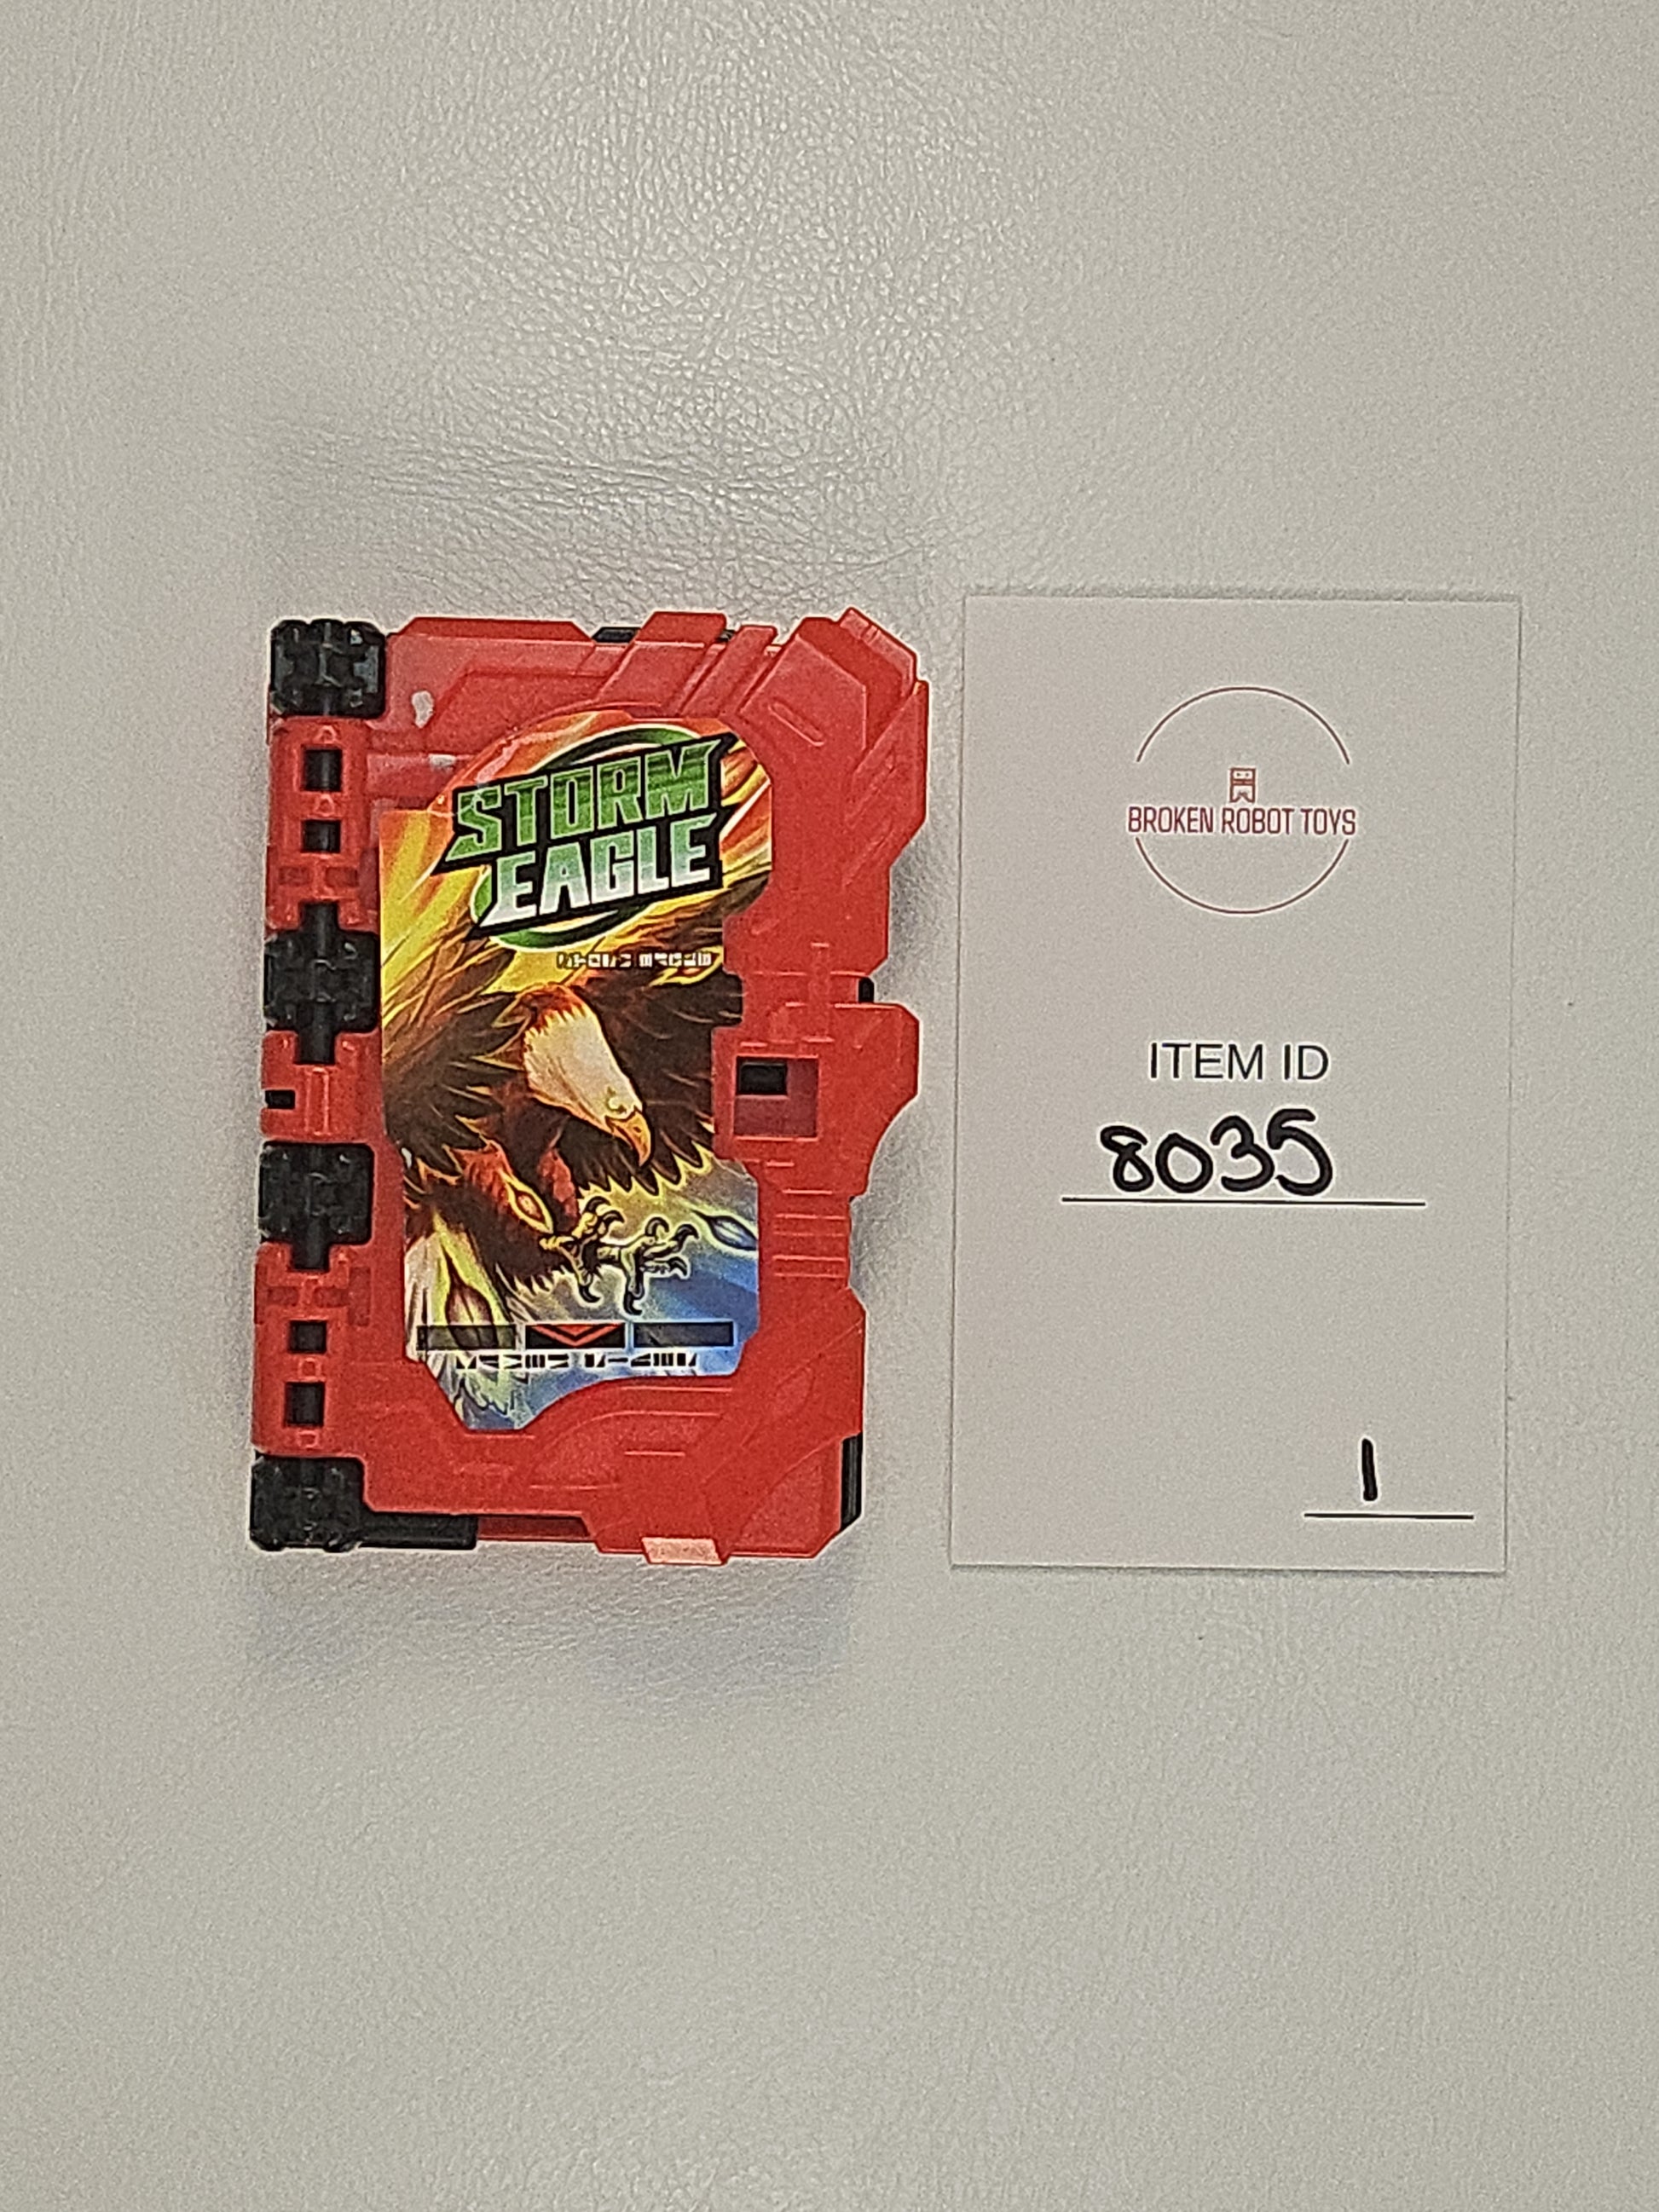 STORM
EAGLE
BROKEN ROBOT TOYS
ITEM ID
8035
1